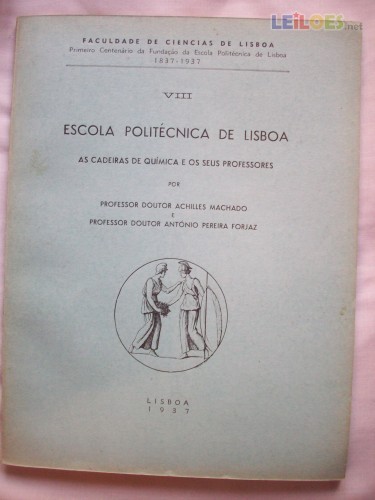 LEiLOES.net
FACULDADE DE CIENCIAS DE LISBOA
Primeiro Centenário da Fundação da Escola Politécnica de Lisboa
1837-1937
VIII
ESCOLA POLITÉCNICA DE LISBOA
AS CADEIRAS DE QUÍMICA E OS SEUS PROFESSORES
POR
PROFESSOR DOUTOR ACHILLES MACHADO
E
PROFESSOR DOUTOR ANTÓNIO PEREIRA FORJAZ
LISBOA
1937